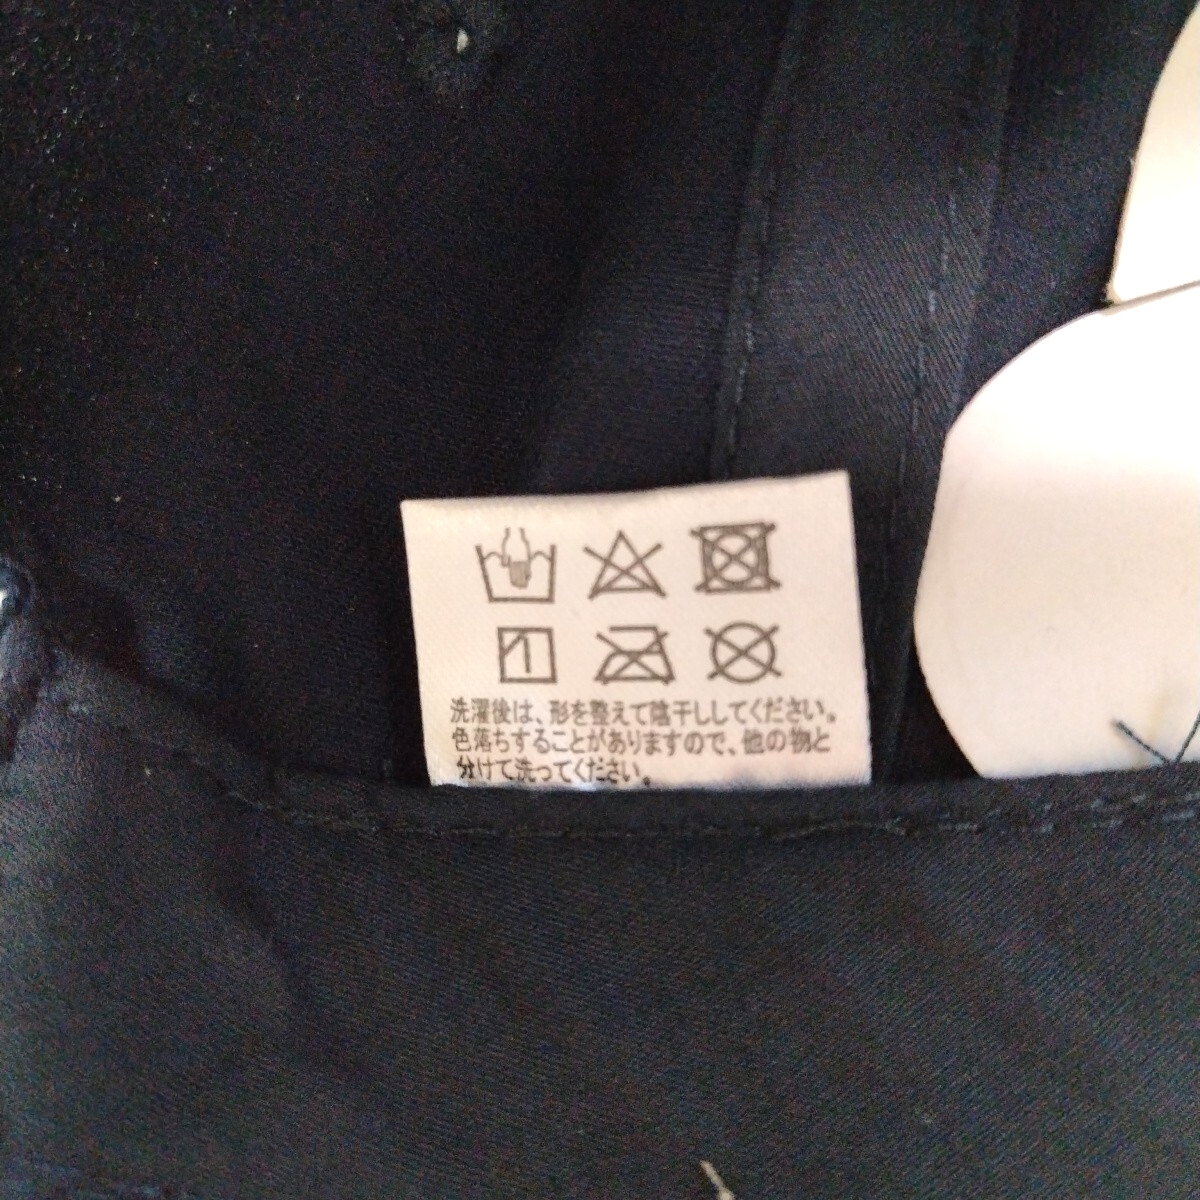 洗濯後は、形を整えて陰干ししてください。
色落ちすることがありますので、他の物と
分けて洗ってください。